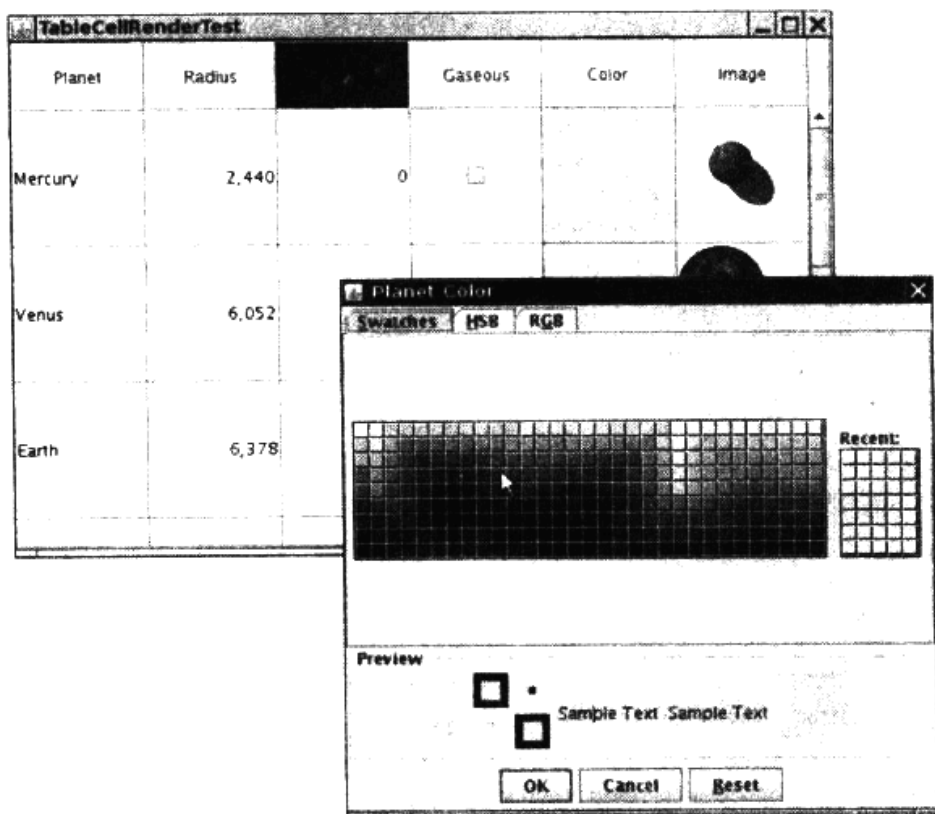 TableCellRenderTest
Planet Radius Gaseous Color Image
Mercury 2,440 0
Venus 6,052
Earth 6,378
Planet Color
Swatches HSB RGB
Recent:
Preview
Sample Text Sample Text
OK Cancel Reset